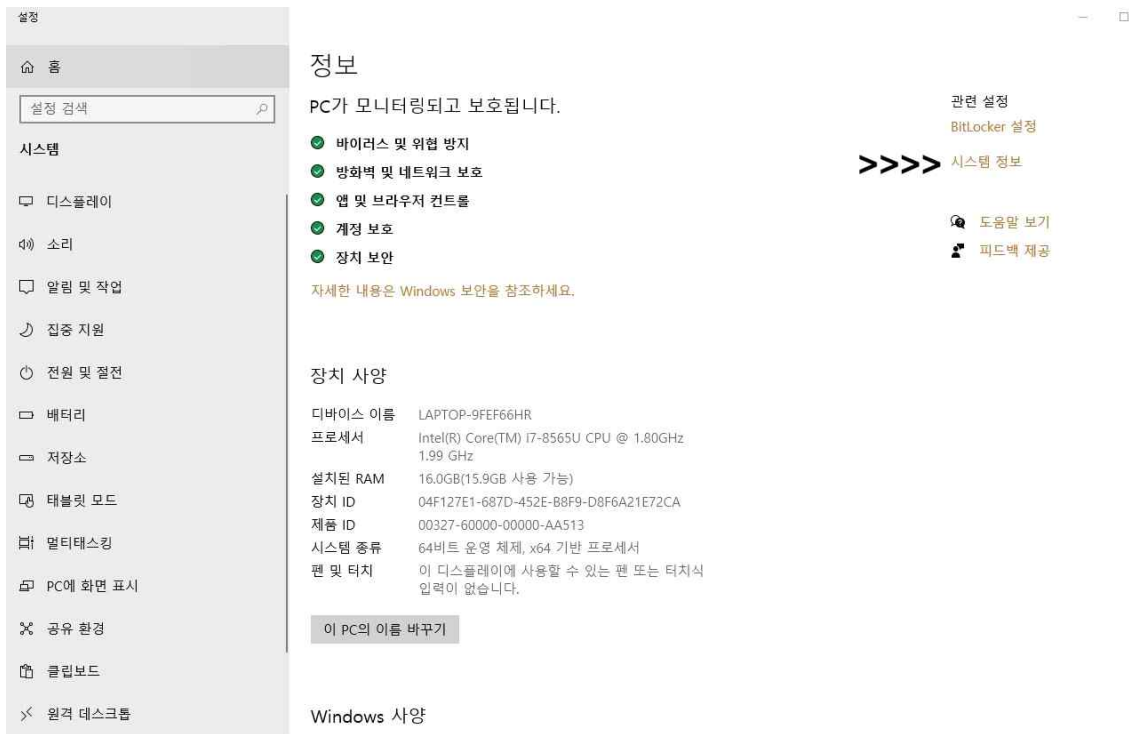 설정
홈
설정 검색
시스템
디스플레이
소리
알림 및 작업
집중 지원
전원 및 절전
배터리
저장소
태블릿 모드
멀티태스킹
PC에 화면 표시
공유 환경
클립보드
원격 데스크톱
정보
PC가 모니터링되고 보호됩니다.
바이러스 및 위협 방지
방화벽 및 네트워크 보호
앱 및 브라우저 컨트롤
계정 보호
장치 보안
자세한 내용은 Windows 보안을 참조하세요.
장치 사양
디바이스 이름 LAPTOP-9FEF66HR
프로세서 Intel(R) Core(TM) i7-8565U CPU @ 1.80GHz
1.99 GHz
설치된 RAM 16.0GB(15.9GB 사용 가능)
장치 ID 04F127E1-687D-452E-B8F9-D8F6A21E72CA
제품 ID 00327-60000-00000-AA513
시스템 종류 64비트 운영 체제, x64 기반 프로세서
펜 및 터치 이 디스플레이에 사용할 수 있는 펜 또는 터치식
입력이 없습니다.
이 PC의 이름 바꾸기
Windows 사양
관련 설정
BitLocker 설정
>>>> 시스템 정보
도움말 보기
피드백 제공